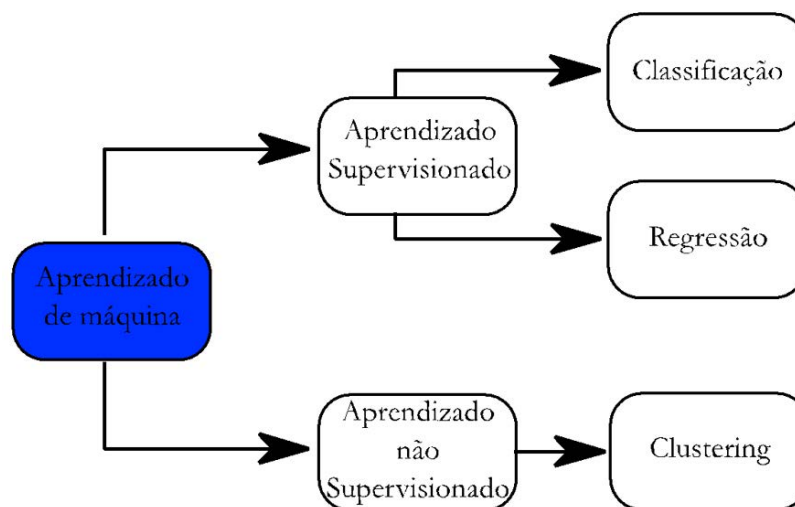 Classificação
Aprendizado
Supervisionado
Regressão
Aprendizado
de máquina
Aprendizado
não
Supervisionado
Clustering